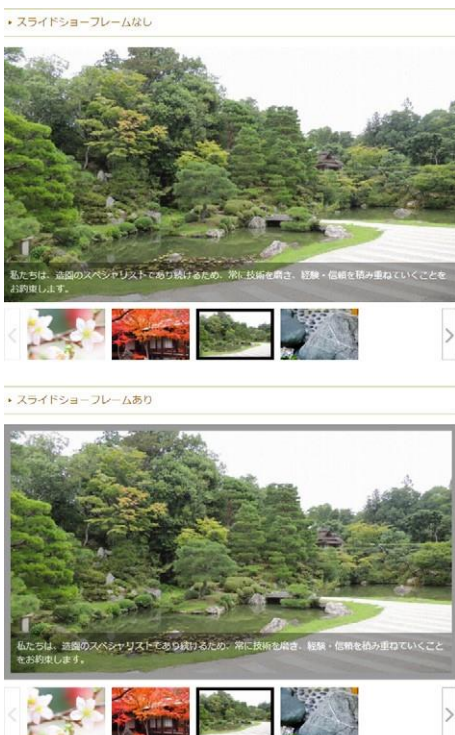 スライドショーフレームなし
私たちは、造園のスペシャリストであり続けるため、常に技術を磨き、経験・信頼を積み重ねていくことを
お約束します。
スライドショーフレームあり
私たちは、造園のスペシャリストであり続けるため、常に技術を磨き、経験・信頼を積み重ねていくこと
をお約束します。